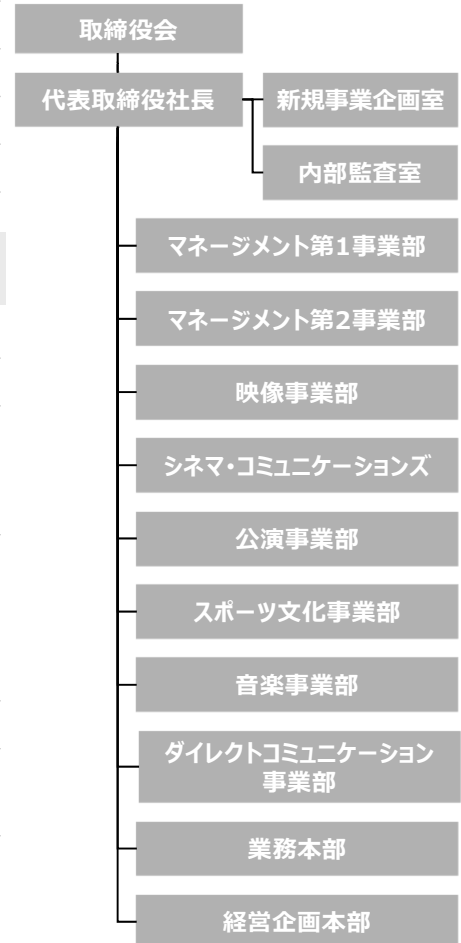 取締役会
代表取締役社長
新規事業企画室
内部監査室
マネージメント第1事業部
マネージメント第2事業部
映像事業部
シネマ・コミュニケーションズ
公演事業部
スポーツ文化事業部
音楽事業部
ダイレクトコミュニケーション
事業部
業務本部
経営企画本部